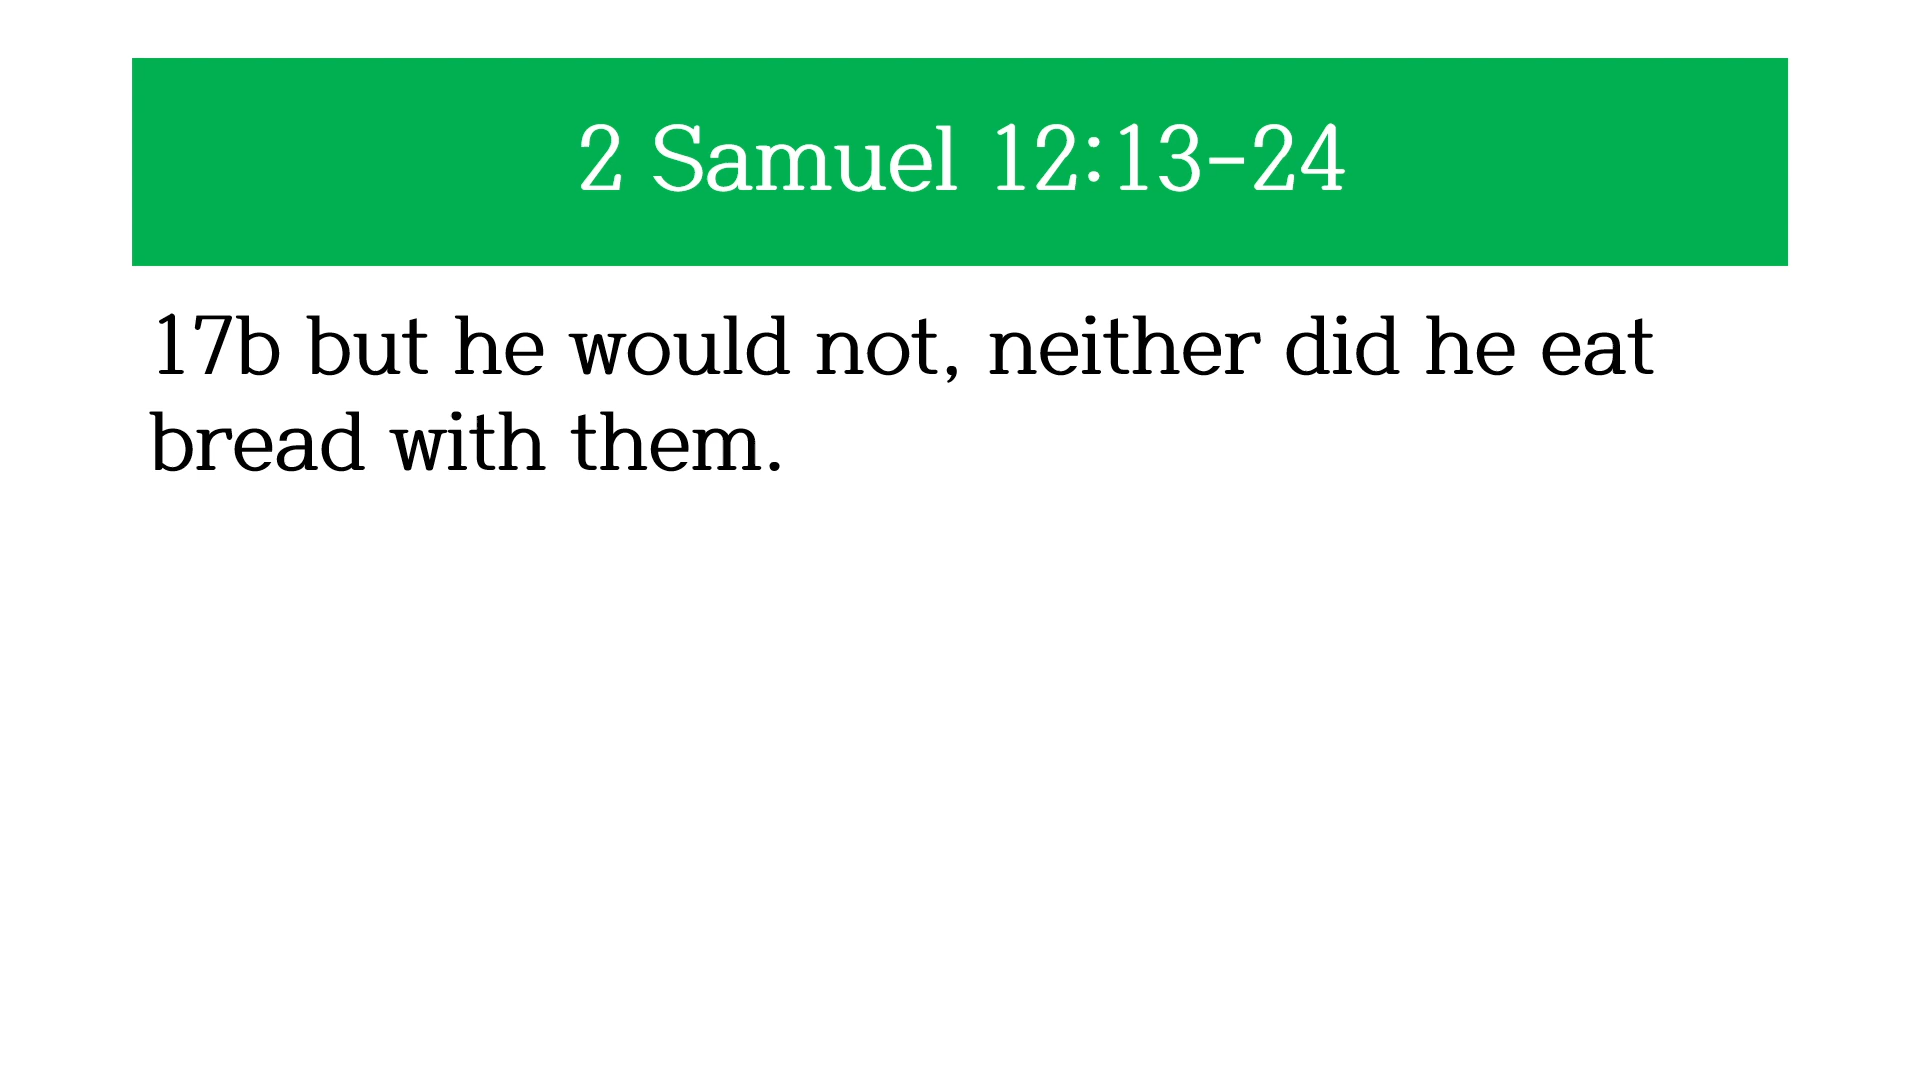 2 Samuel 12:13-24
17b but he would not, neither did he eat
bread with them.